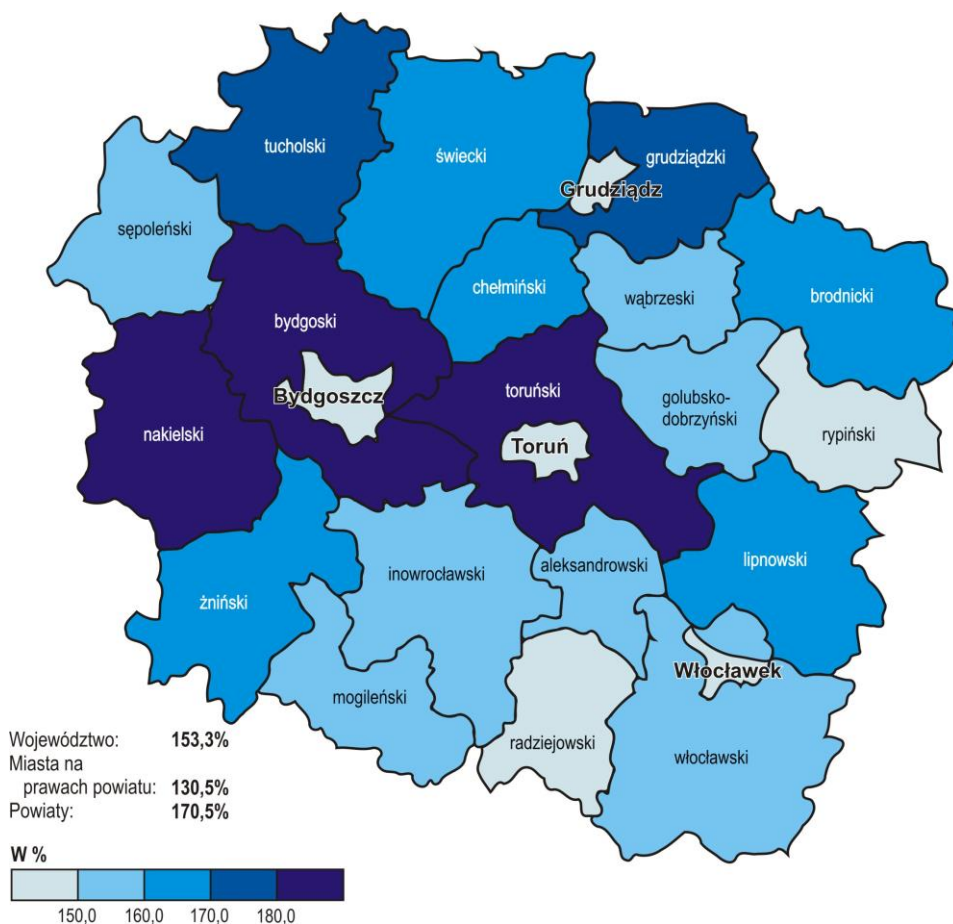 tucholski
świecki
grudziądzki
Grudziądz
sępoleński
chełmiński
wąbrzeski
brodnicki
bydgoski
Bydgoszcz
toruński
golubsko-
dobrzyński
nakielski
Toruń
rypiński
lipnowski
aleksandrowski
inowrocławski
żniński
Włocławek
mogileński
radziejowski
włocławski
Województwo: 153,3%
Miasta na
prawach powiatu: 130,5%
Powiaty: 170,5%
W %
150,0 160,0 170,0 180,0